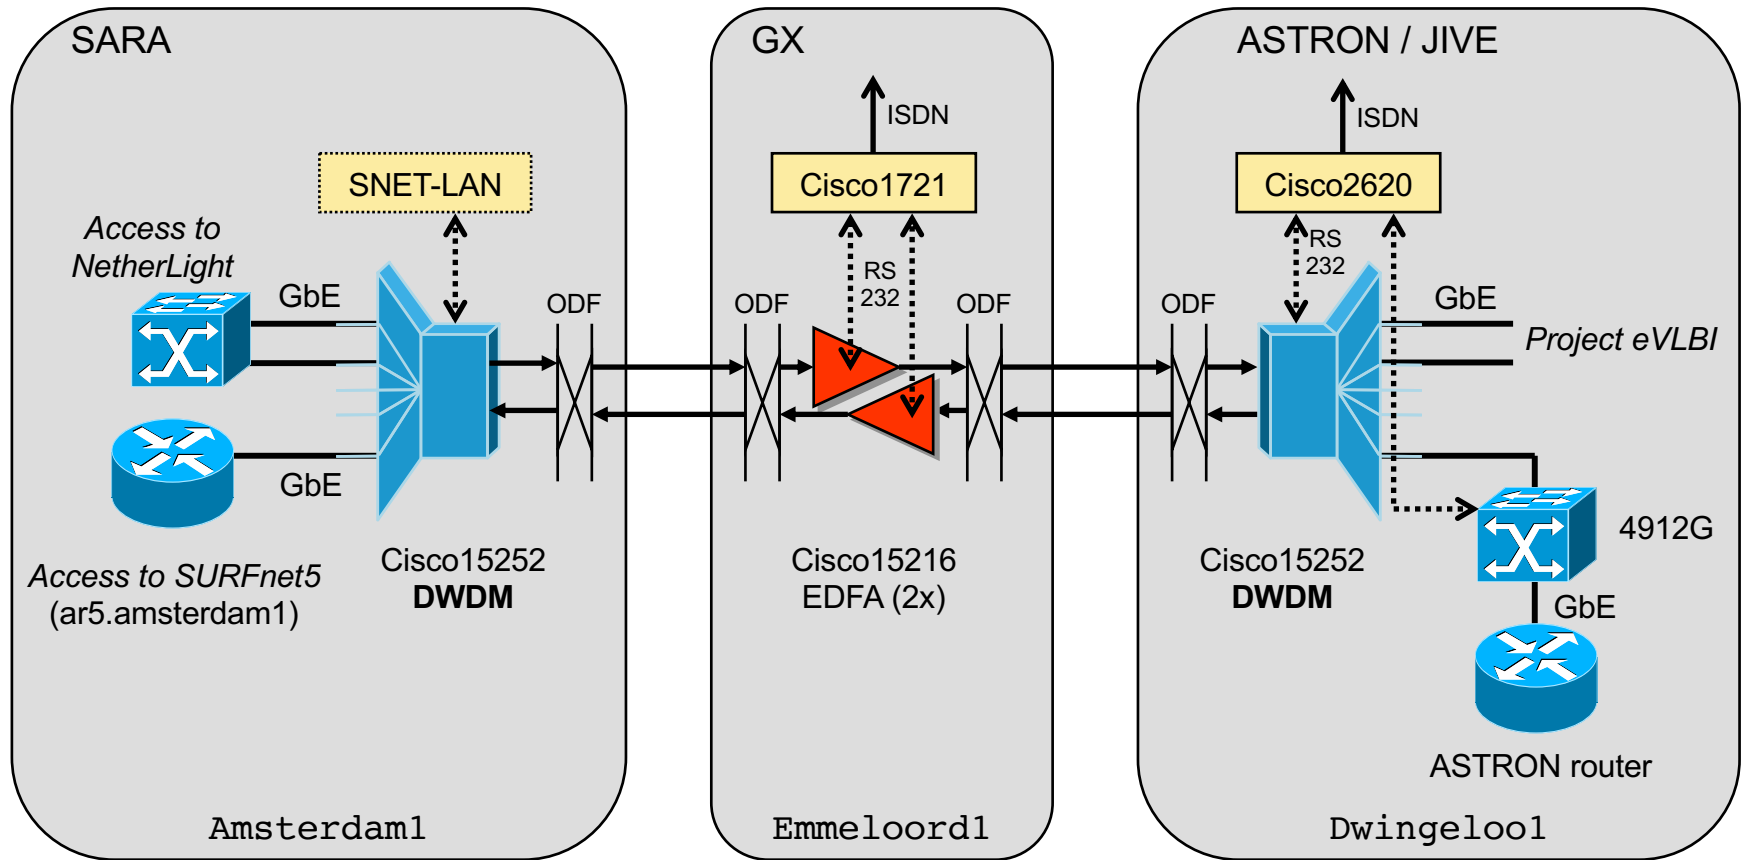 SARA
SNET-LAN
Access to
NetherLight
GbE
ODF
GbE
Access to SURFnet5
(ar5.amsterdam1)
Cisco15252
DWDM
Amsterdam1
GX
ISDN
Cisco1721
RS
232
ODF
ODF
Cisco15216
EDFA (2x)
Emmeloord1
ASTRON / JIVE
ISDN
Cisco2620
RS
232
ODF
GbE
Project eVLBI
Cisco15252
DWDM
4912G
GbE
ASTRON router
Dwingeloo1